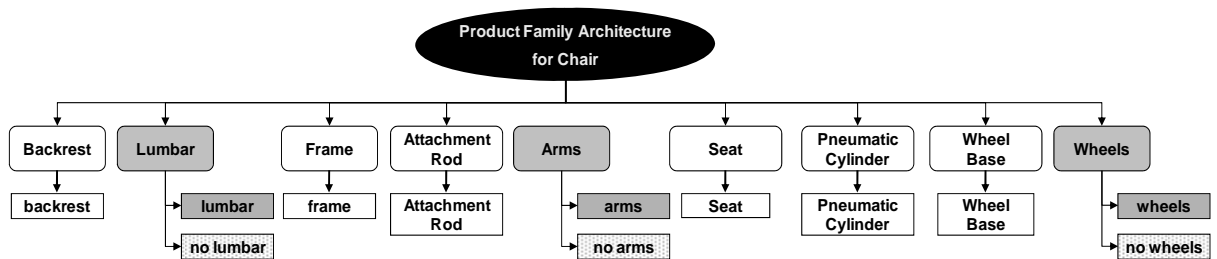 Product Family Architecture
for Chair
Backrest
Lumbar
Frame
Attachment
Rod
Arms
Seat
Pneumatic
Cylinder
Wheel
Base
Wheels
backrest
lumbar
frame
Attachment
Rod
arms
Seat
Pneumatic
Cylinder
Wheel
Base
wheels
no lumbar
no arms
no wheels